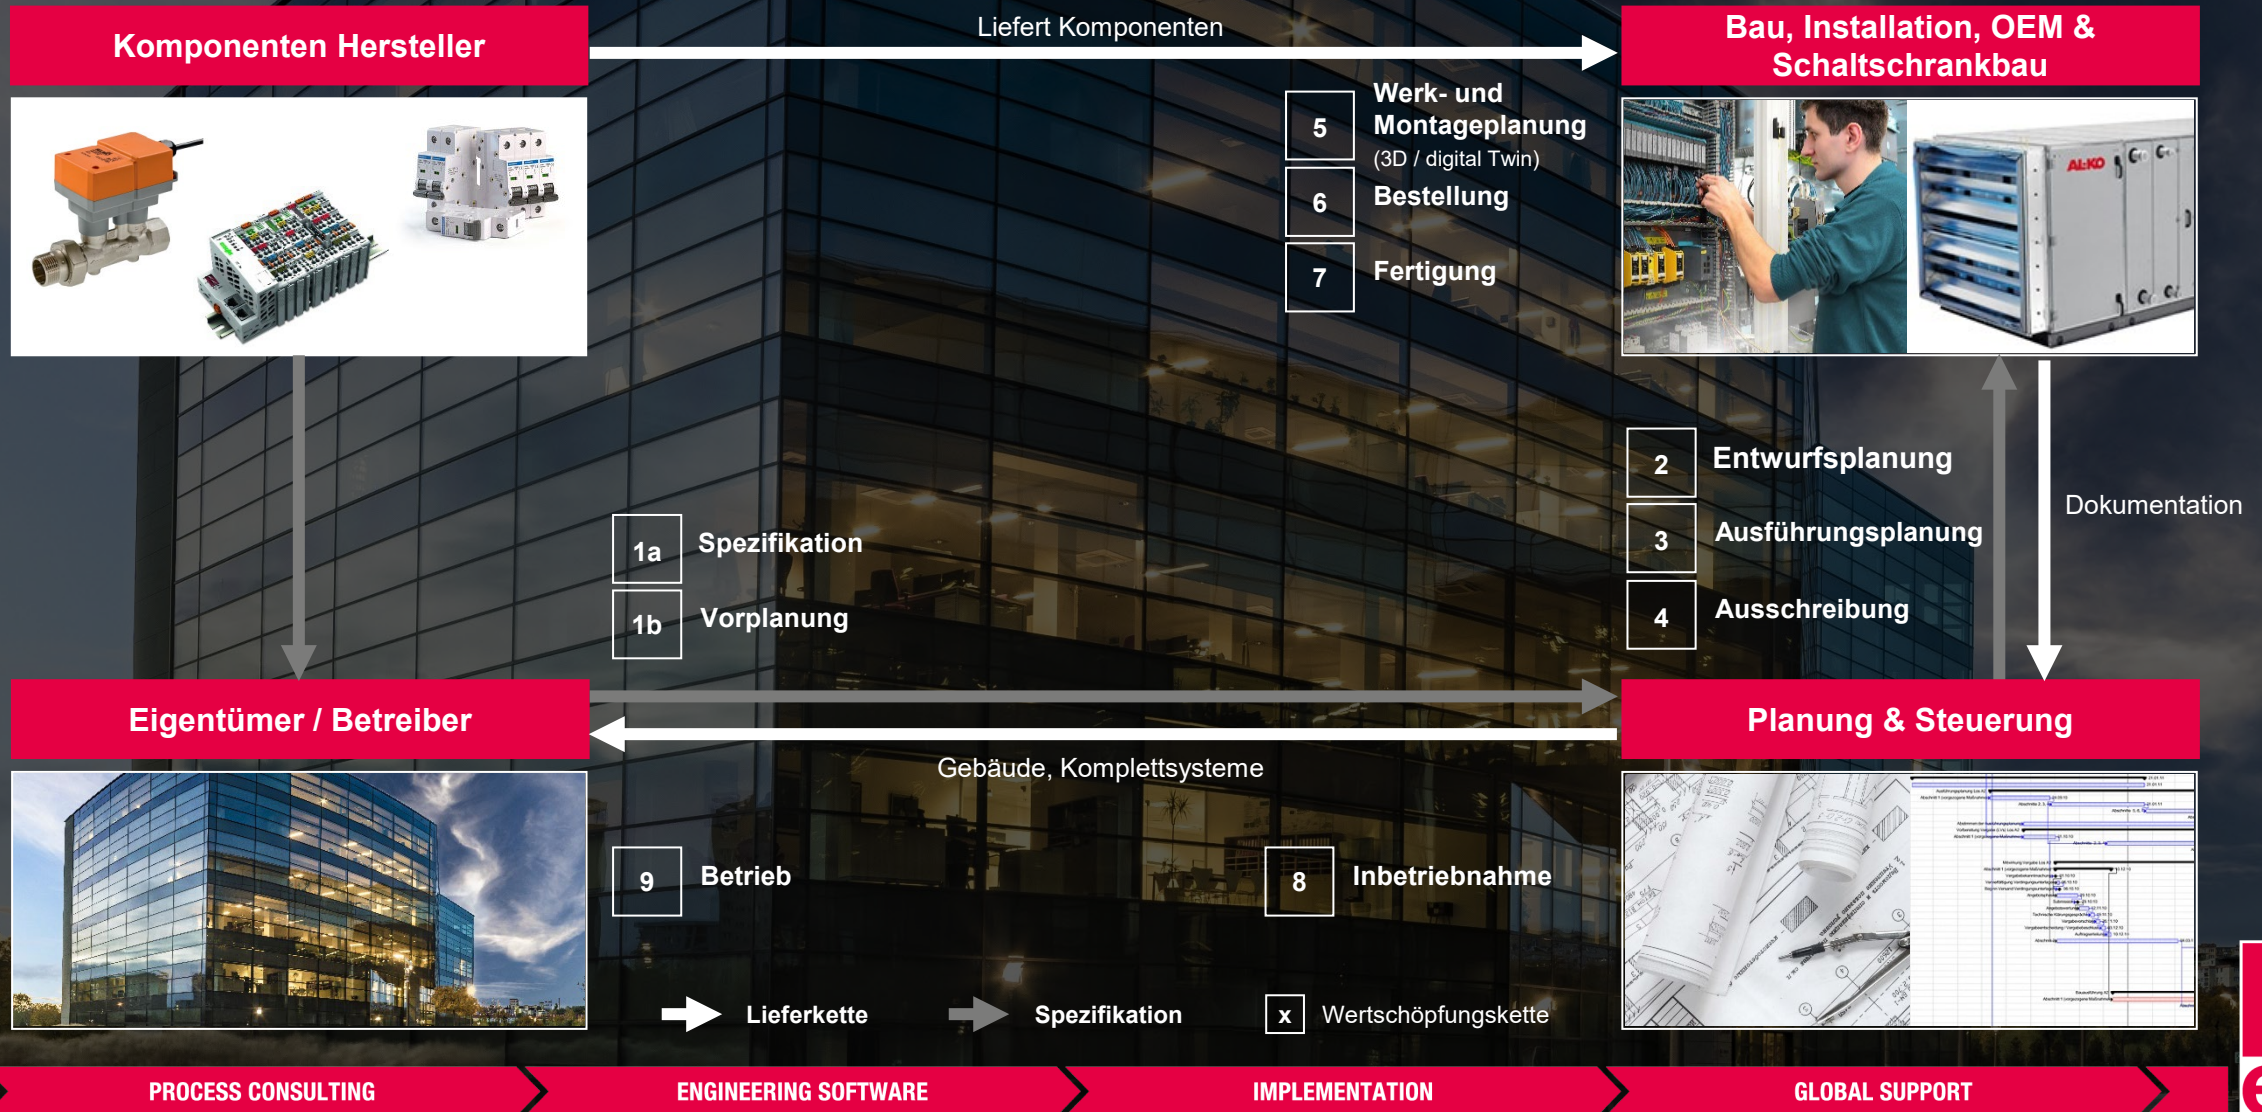 Komponenten Hersteller
Liefert Komponenten
Bau, Installation, OEM &
Schaltschrankbau
5
Werk- und
Montageplanung
(3D / digital Twin)
6
Bestellung
7
Fertigung
AL-KO
2
Entwurfsplanung
3
Ausführungsplanung
4
Ausschreibung
Dokumentation
1a
Spezifikation
1b
Vorplanung
Eigentümer / Betreiber
Planung & Steuerung
Gebäude, Komplettsysteme
9
Betrieb
8
Inbetriebnahme
Lieferkette
Spezifikation
x
Wertschöpfungskette
PROCESS CONSULTING
ENGINEERING SOFTWARE
IMPLEMENTATION
GLOBAL SUPPORT